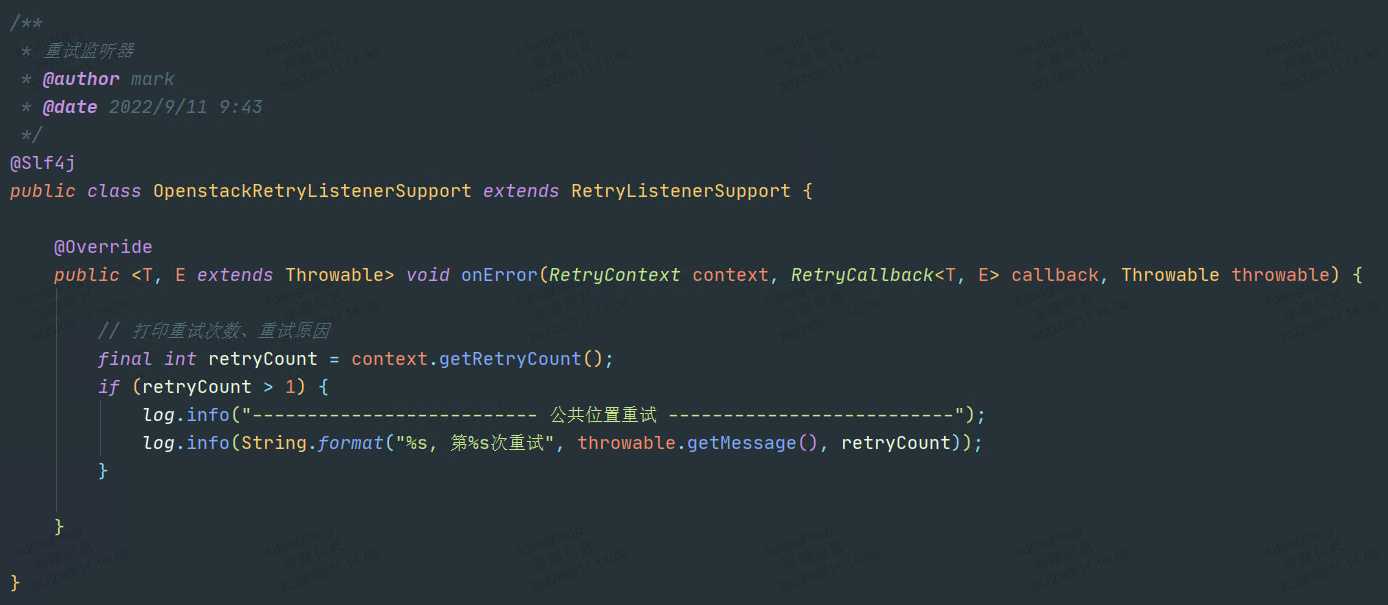 /**
 * 重试监听器
 * @author mark
 * @date 2022/9/11 9:43
 */
@Slf4j
public class OpenstackRetryListenerSupport extends RetryListenerSupport {
    @Override
    public <T, E extends Throwable> void onError(RetryContext context, RetryCallback<T, E> callback, Throwable throwable) {
        // 打印重试次数、重试原因
        final int retryCount = context.getRetryCount();
        if (retryCount > 1) {
            log.info("-------------------------- 公共位置重试 --------------------------");
            log.info(String.format("%s, 第%s次重试", throwable.getMessage(), retryCount));
        }
    }
}